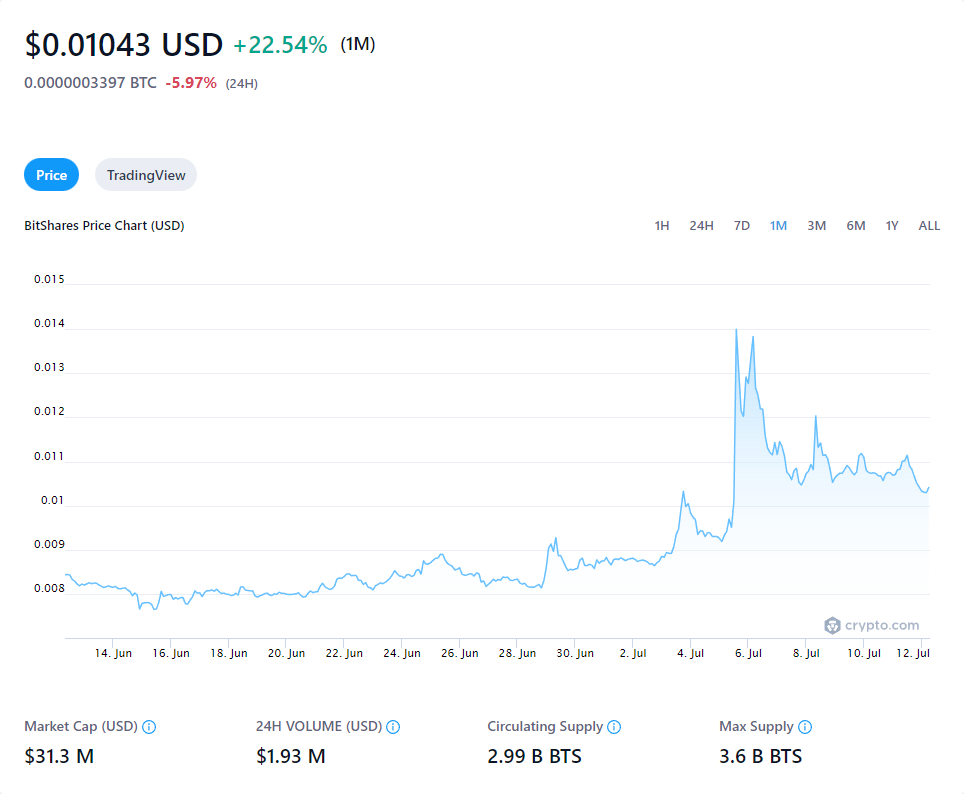 $0.01043 USD +22.54% (1M)
0.0000003397 BTC -5.97% (24H)
Price TradingView
BitShares Price Chart (USD) 1H 24H 7D 1M 3M 6M 1Y ALL
0.015
0.014
0.013
0.012
0.011
0.01
0.009
0.008
crypto.com
14. Jun 16. Jun 18. Jun 20. Jun 22. Jun 24. Jun 26. Jun 28. Jun 30. Jun 2. Jul 4. Jul 6. Jul 8. Jul 10. Jul 12. Jul
Market Cap (USD) 24H VOLUME (USD) Circulating Supply Max Supply
$31.3 M $1.93 M 2.99 B BTS 3.6 B BTS